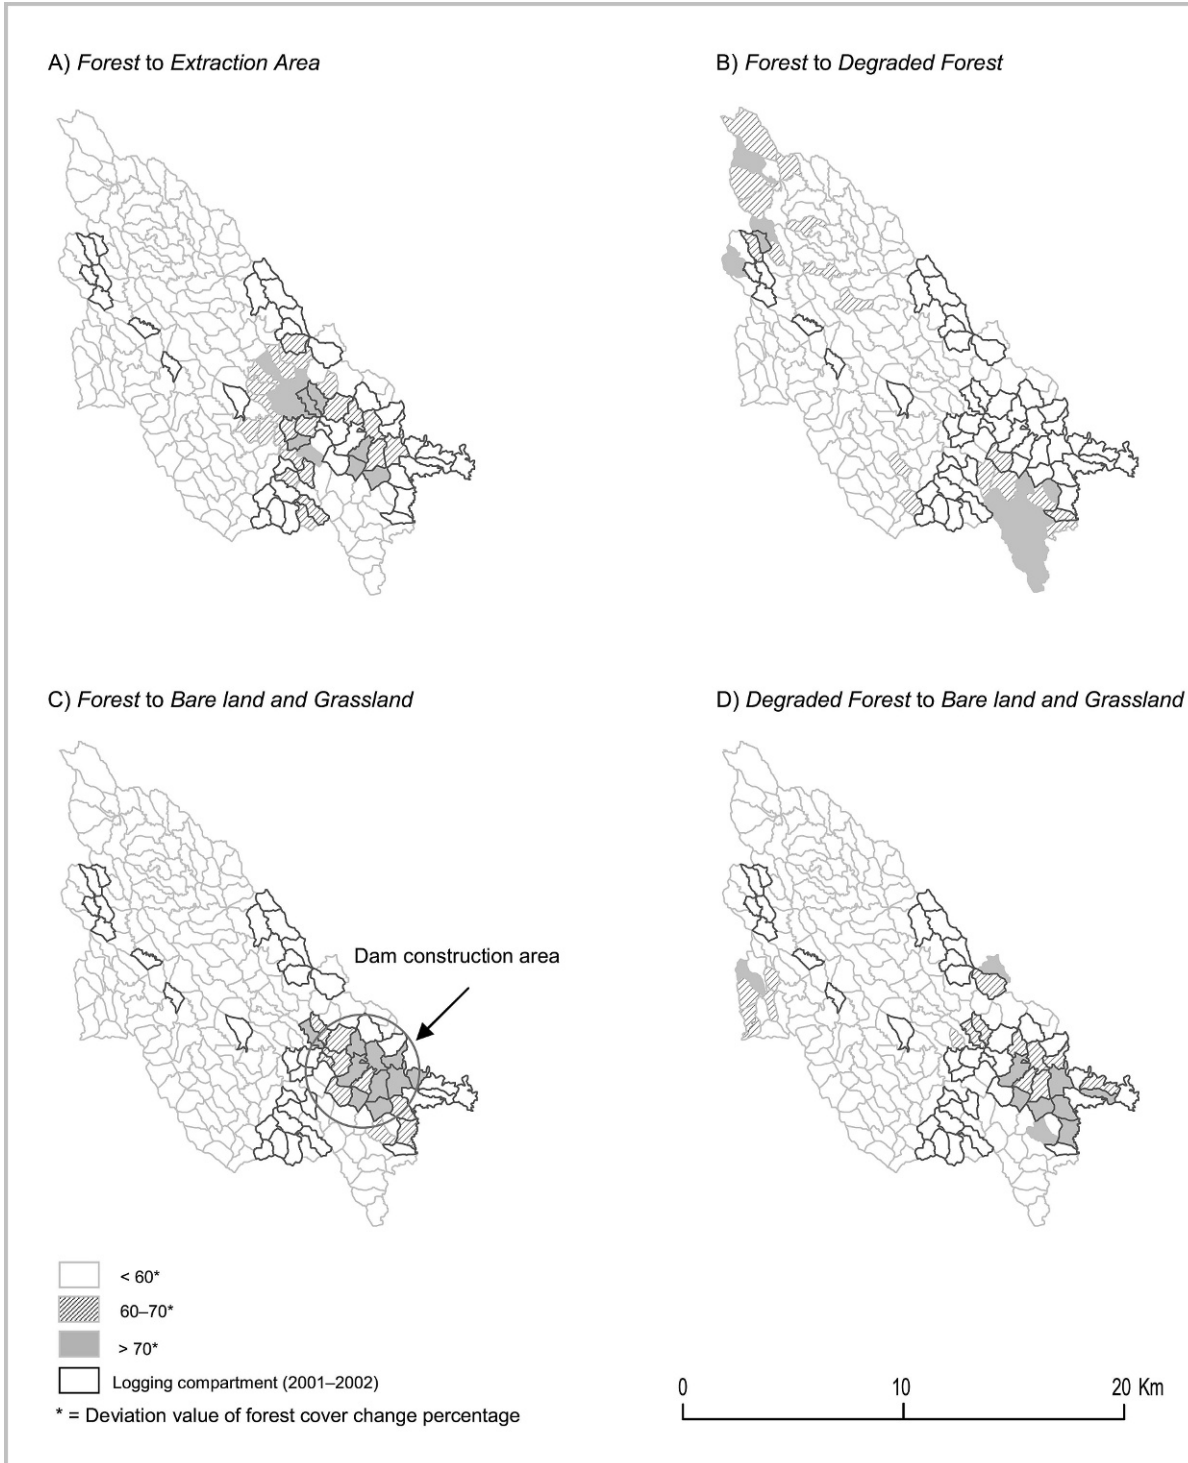 A) Forest to Extraction Area
B) Forest to Degraded Forest
C) Forest to Bare land and Grassland
D) Degraded Forest to Bare land and Grassland
Dam construction area
< 60*
60–70*
> 70*
Logging compartment (2001–2002)
* = Deviation value of forest cover change percentage
0 10 20 Km